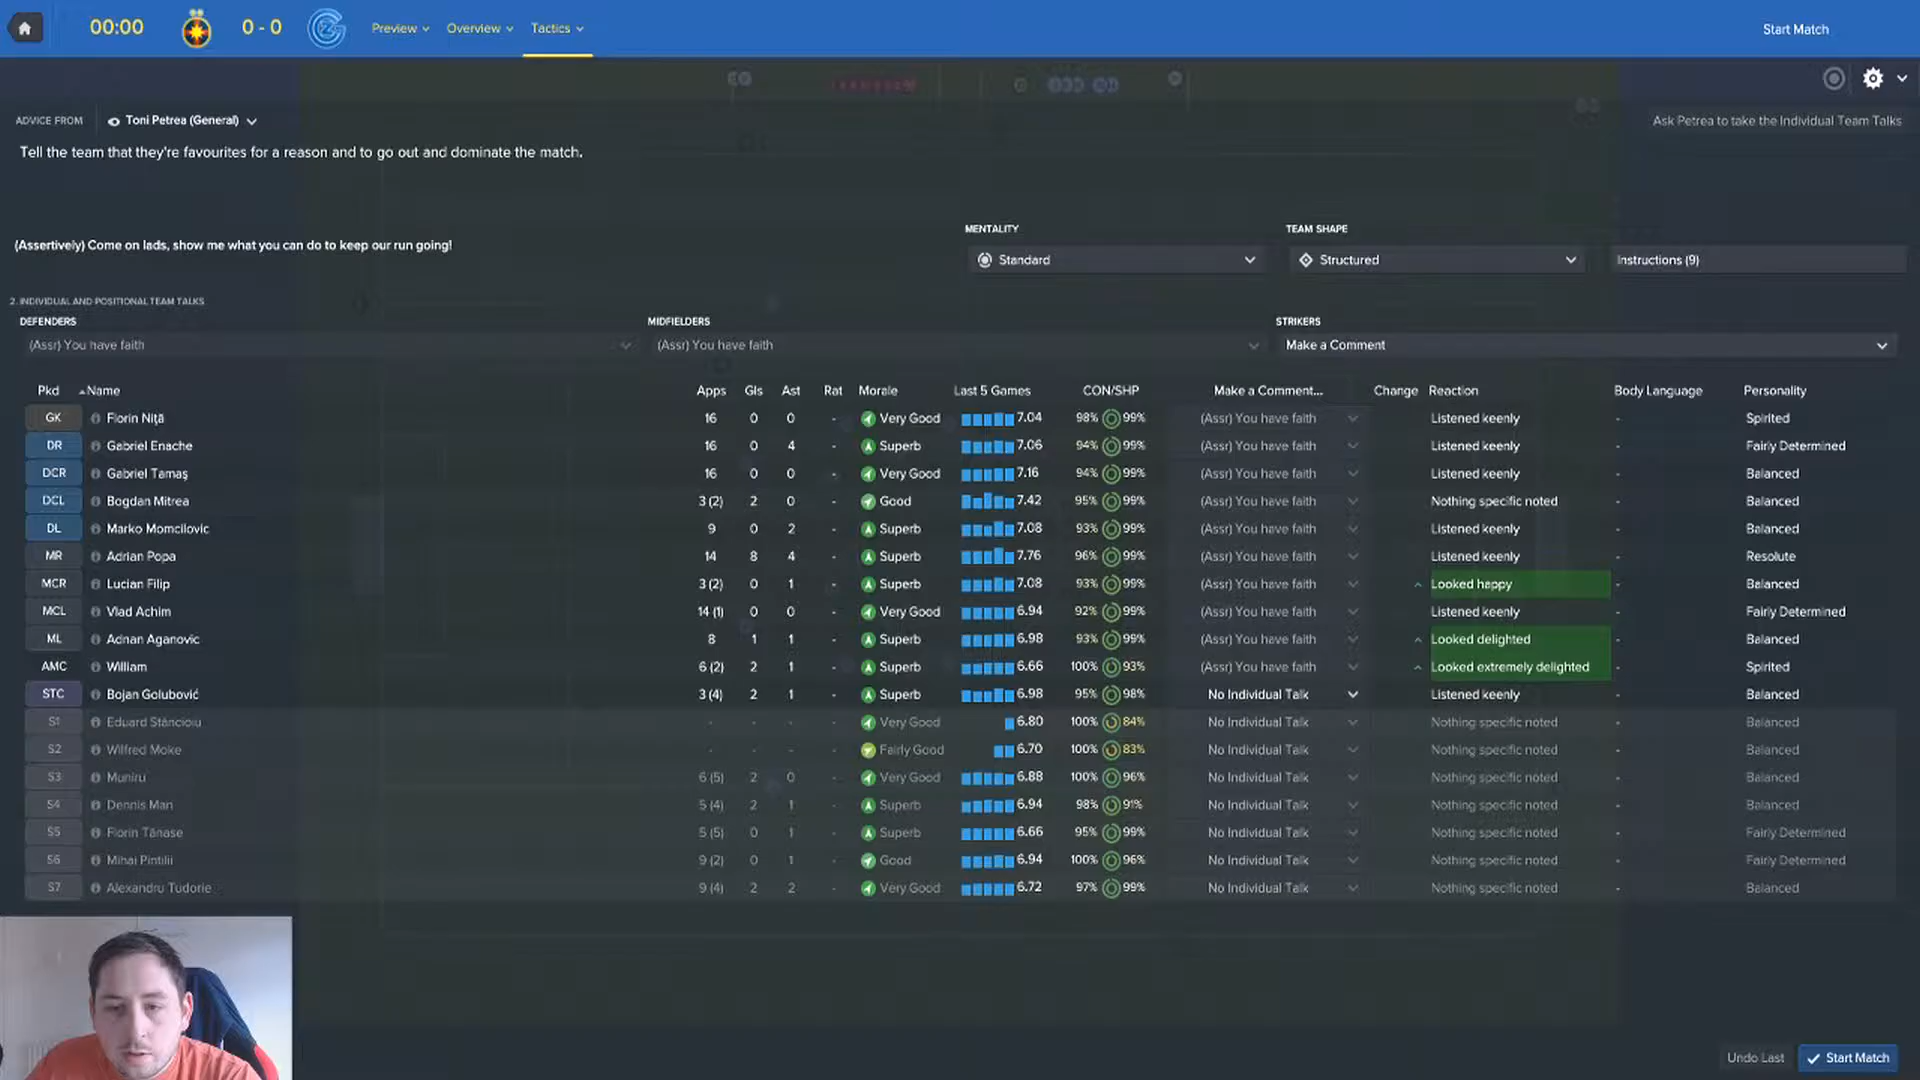 00:00 0 - 0 Preview Overview Tactics Start Match
ADVICE FROM Toni Petrea (General) Ask Petrea to take the Individual Team Talks
Tell the team that they're favourites for a reason and to go out and dominate the match.
MENTALITY TEAM SHAPE
(Assertively) Come on lads, show me what you can do to keep our run going!
Standard Structured Instructions (9)
2. INDIVIDUAL AND POSITIONAL TEAM TALKS
DEFENDERS MIDFIELDERS STRIKERS
(Assr) You have faith (Assr) You have faith Make a Comment
Pkd Name Apps Gls Ast Rat Morale Last 5 Games CON/SHP Make a Comment... Change Reaction Body Language Personality
GK Florin Niță 16 0 0 - Very Good 7.04 98% 99% (Assr) You have faith Listened keenly - Spirited
DR Gabriel Enache 16 0 4 - Superb 7.06 94% 99% (Assr) You have faith Listened keenly - Fairly Determined
DCR Gabriel Tamaș 16 0 0 - Very Good 7.16 94% 99% (Assr) You have faith Listened keenly - Balanced
DCL Bogdan Mitrea 3 (2) 2 0 - Good 7.42 95% 99% (Assr) You have faith Nothing specific noted - Balanced
DL Marko Momcilovic 9 0 2 - Superb 7.08 93% 99% (Assr) You have faith Listened keenly - Balanced
MR Adrian Popa 14 8 4 - Superb 7.76 96% 99% (Assr) You have faith Listened keenly - Resolute
MCR Lucian Filip 3 (2) 0 1 - Superb 7.08 93% 99% (Assr) You have faith Looked happy - Balanced
MCL Vlad Achim 14 (1) 0 0 - Very Good 6.94 92% 99% (Assr) You have faith Listened keenly - Fairly Determined
ML Adnan Aganovic 8 1 1 - Superb 6.98 93% 99% (Assr) You have faith Looked delighted - Balanced
AMC William 6 (2) 2 1 - Superb 6.66 100% 93% (Assr) You have faith Looked extremely delighted - Spirited
STC Bojan Golubović 3 (4) 2 1 - Superb 6.98 95% 98% No Individual Talk Listened keenly - Balanced
S1 Eduard Stăncioiu - - - - Very Good 6.80 100% 84% No Individual Talk Nothing specific noted - Balanced
S2 Wilfred Moke - - - - Fairly Good 6.70 100% 83% No Individual Talk Nothing specific noted - Balanced
S3 Muniru 6 (5) 2 0 - Very Good 6.88 100% 96% No Individual Talk Nothing specific noted - Balanced
S4 Dennis Man 5 (4) 2 1 - Superb 6.94 98% 91% No Individual Talk Nothing specific noted - Balanced
S5 Florin Tănase 5 (5) 0 1 - Superb 6.66 95% 99% No Individual Talk Nothing specific noted - Fairly Determined
S6 Mihai Pintilii 9 (2) 0 1 - Good 6.94 100% 96% No Individual Talk Nothing specific noted - Fairly Determined
S7 Alexandru Tudorie 9 (4) 2 2 - Very Good 6.72 97% 99% No Individual Talk Nothing specific noted - Balanced
Undo Last Start Match